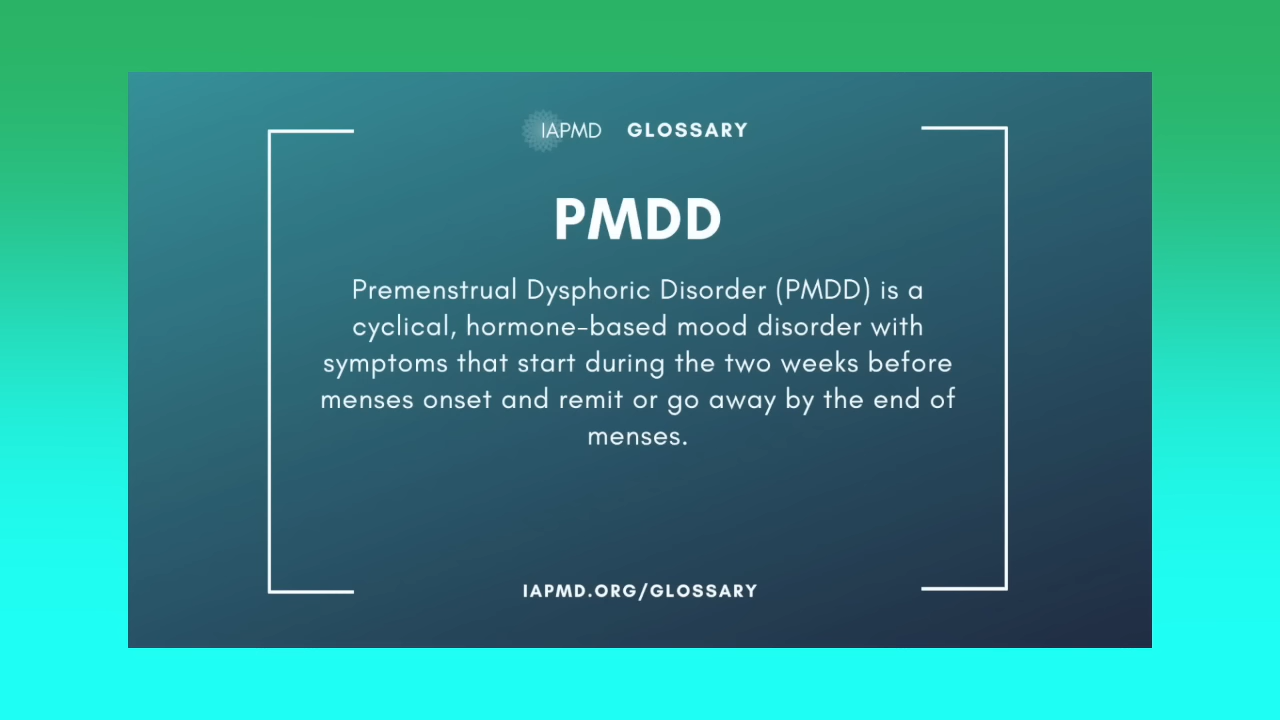 IAPMD GLOSSARY
PMDD
Premenstrual Dysphoric Disorder (PMDD) is a
cyclical, hormone-based mood disorder with
symptoms that start during the two weeks before
menses onset and remit or go away by the end of
menses.
IAPMD.ORG/GLOSSARY